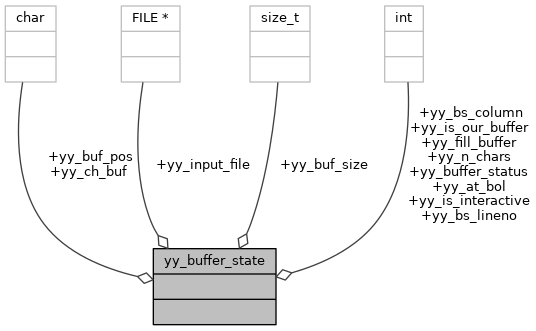 char
FILE *
size_t
int
+yy_buf_pos
+yy_ch_buf
+yy_input_file
+yy_buf_size
+yy_bs_column
+yy_is_our_buffer
+yy_fill_buffer
+yy_n_chars
+yy_buffer_status
+yy_at_bol
+yy_is_interactive
+yy_bs_lineno
yy_buffer_state